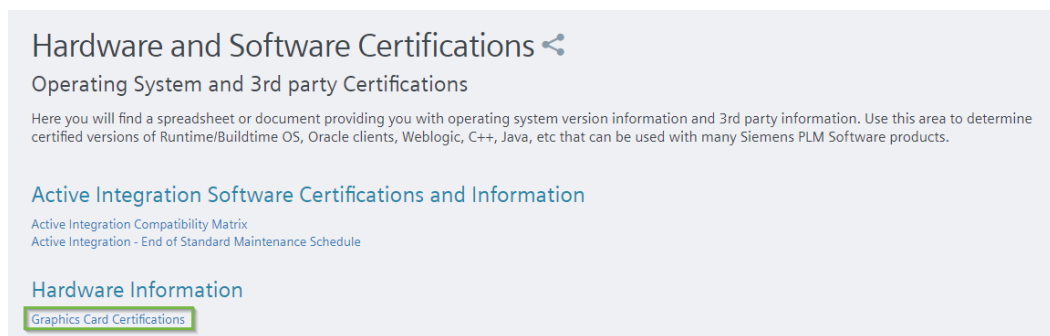 Hardware and Software Certifications
Operating System and 3rd party Certifications
Here you will find a spreadsheet or document providing you with operating system version information and 3rd party information. Use this area to determine
certified versions of Runtime/Buildtime OS, Oracle clients, Weblogic, C++, Java, etc that can be used with many Siemens PLM Software products.
Active Integration Software Certifications and Information
Active Integration Compatibility Matrix
Active Integration - End of Standard Maintenance Schedule
Hardware Information
Graphics Card Certifications